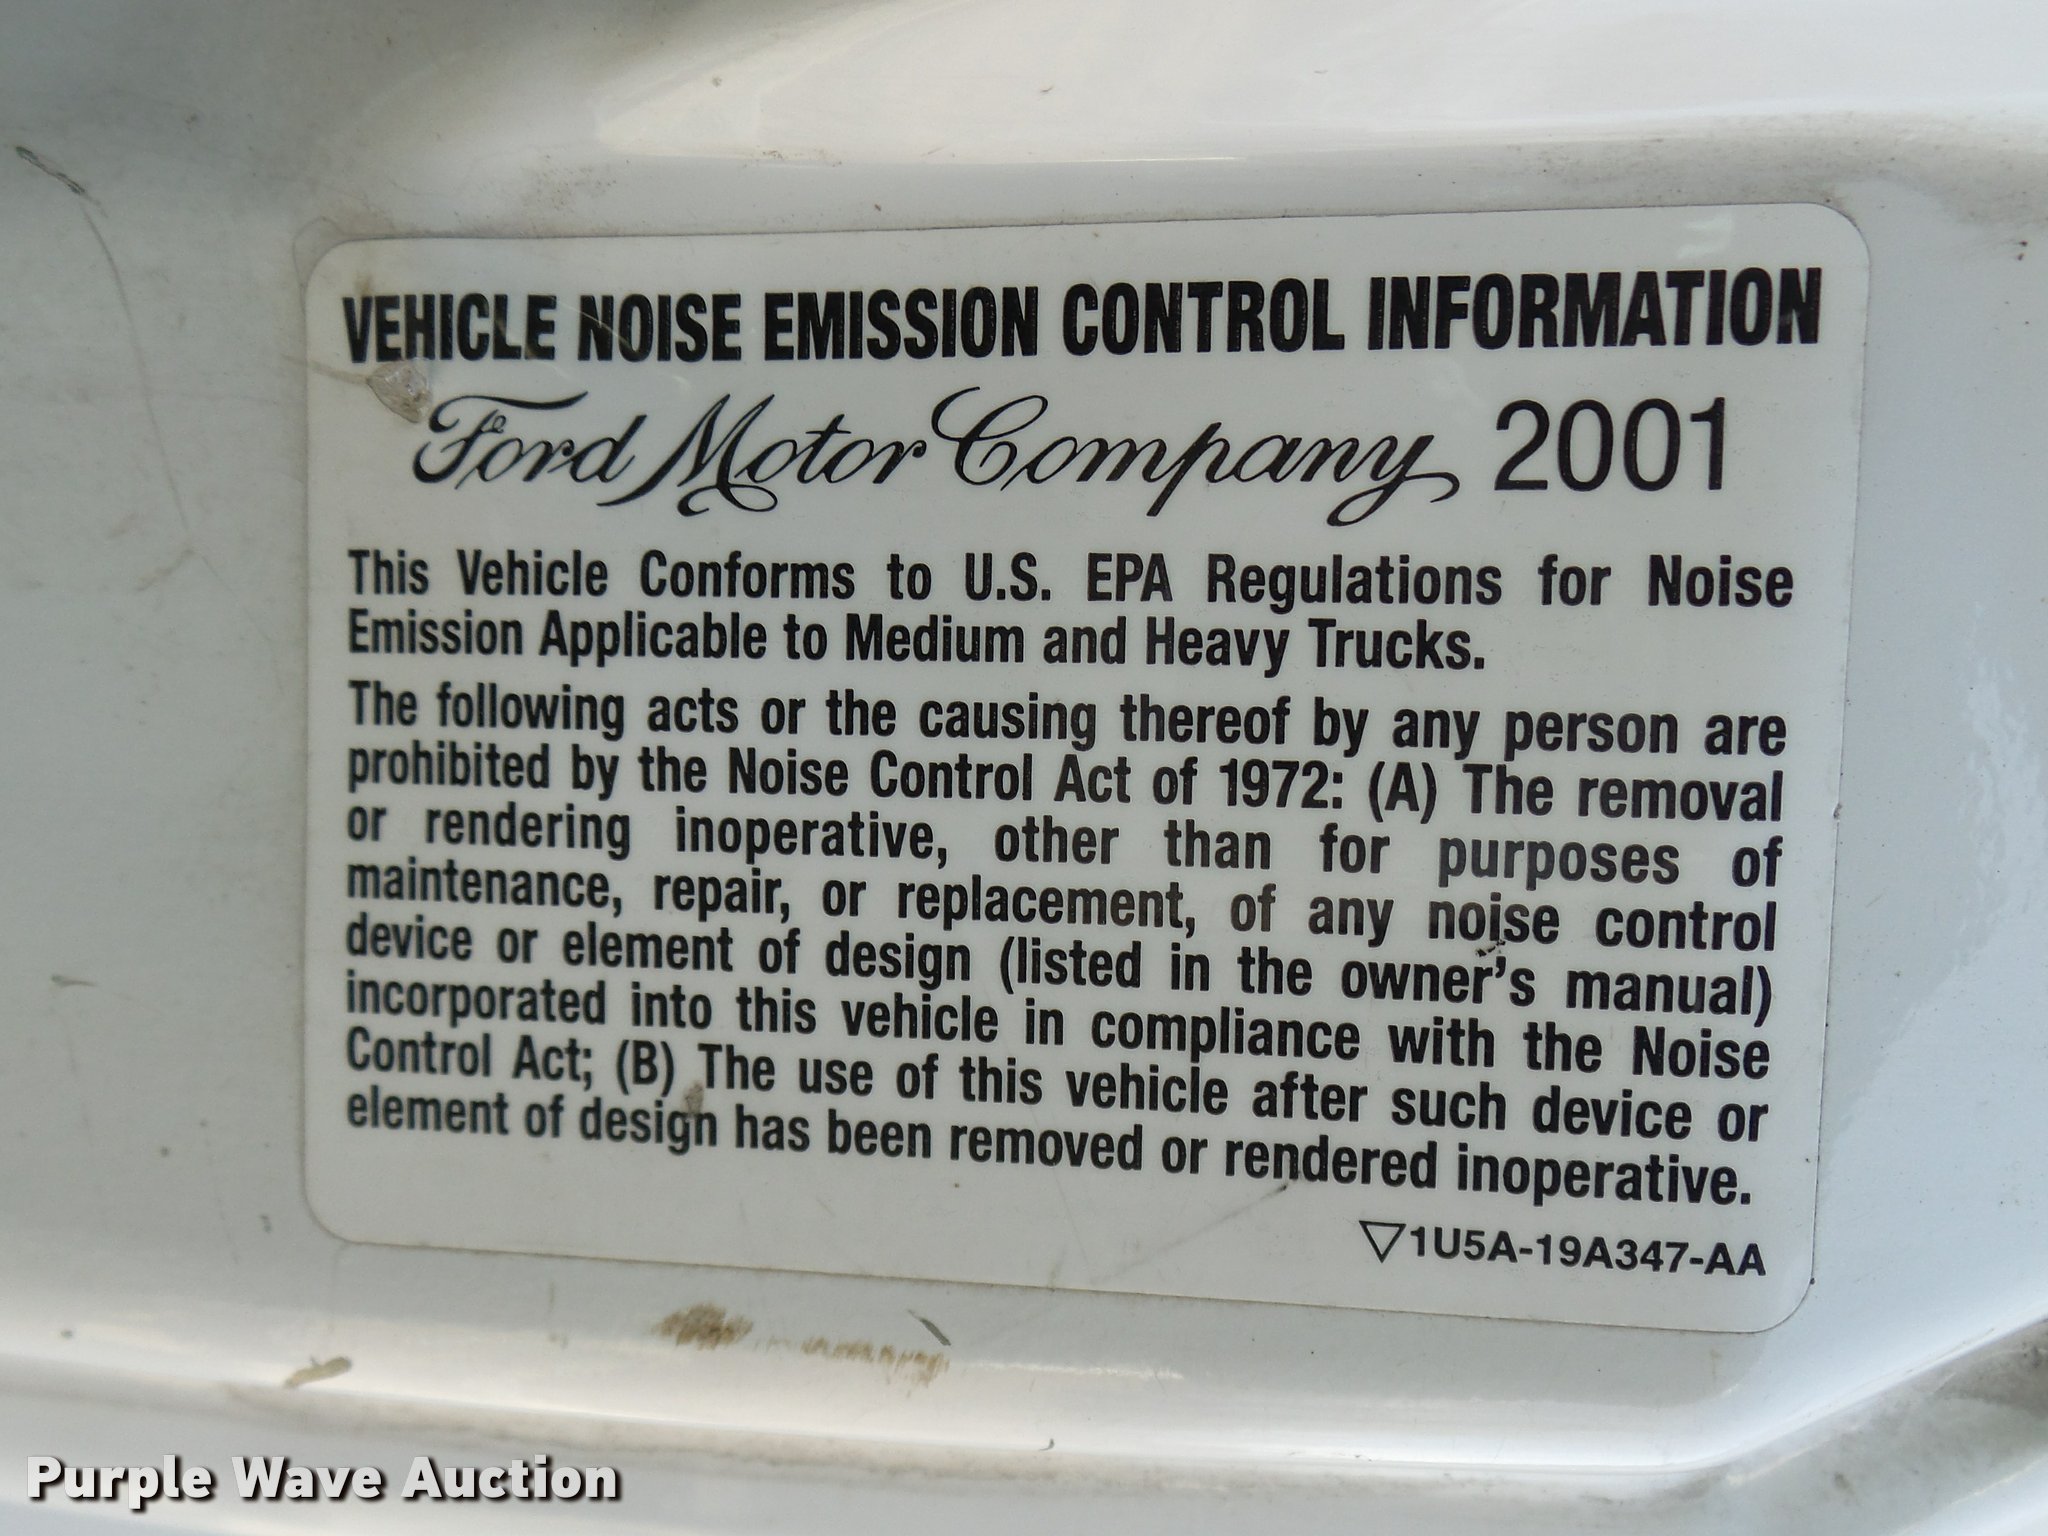 VEHICLE NOISE EMISSION CONTROL INFORMATION
Ford Motor Company 2001
This Vehicle Conforms to U.S. EPA Regulations for Noise
Emission Applicable to Medium and Heavy Trucks.
The following acts or the causing thereof by any person are
prohibited by the Noise Control Act of 1972: (A) The removal
or rendering inoperative, other than for purposes of
maintenance, repair, or replacement, of any noise control
device or element of design (listed in the owner's manual)
incorporated into this vehicle in compliance with the Noise
Control Act; (B) The use of this vehicle after such device or
element of design has been removed or rendered inoperative.
▽1U5A-19A347-AA
Purple Wave Auction